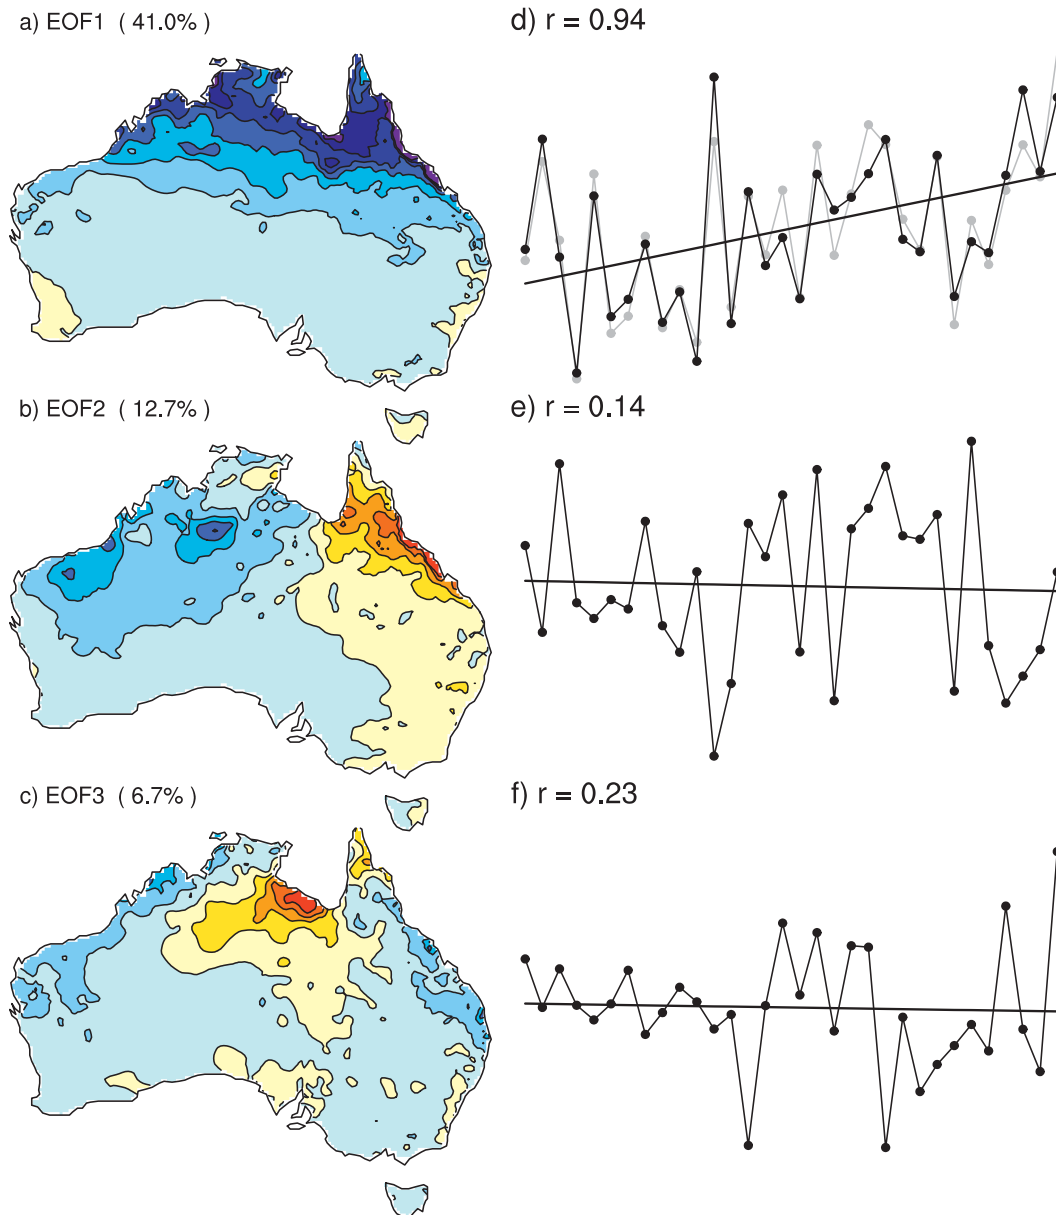 a) EOF1 ( 41.0%)
d) r = 0.94
b) EOF2 ( 12.7%)
e) r = 0.14
c) EOF3 ( 6.7%)
f) r = 0.23